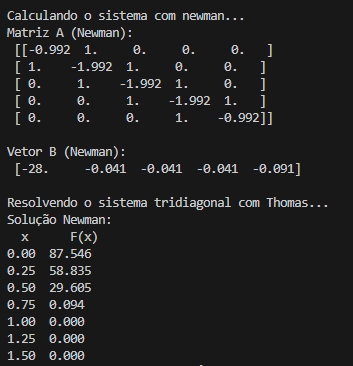 Calculando o sistema com newman...
Matriz A (Newman):
[[-0.992 1. 0. 0. 0. ]
[ 1. -1.992 1. 0. 0. ]
[ 0. 1. -1.992 1. 0. ]
[ 0. 0. 1. -1.992 1. ]
[ 0. 0. 0. 1. -0.992]]
Vetor B (Newman):
[-28. -0.041 -0.041 -0.041 -0.091]
Resolvendo o sistema tridiagonal com Thomas...
Solução Newman:
x F(x)
0.00 87.546
0.25 58.835
0.50 29.605
0.75 0.094
1.00 0.000
1.25 0.000
1.50 0.000